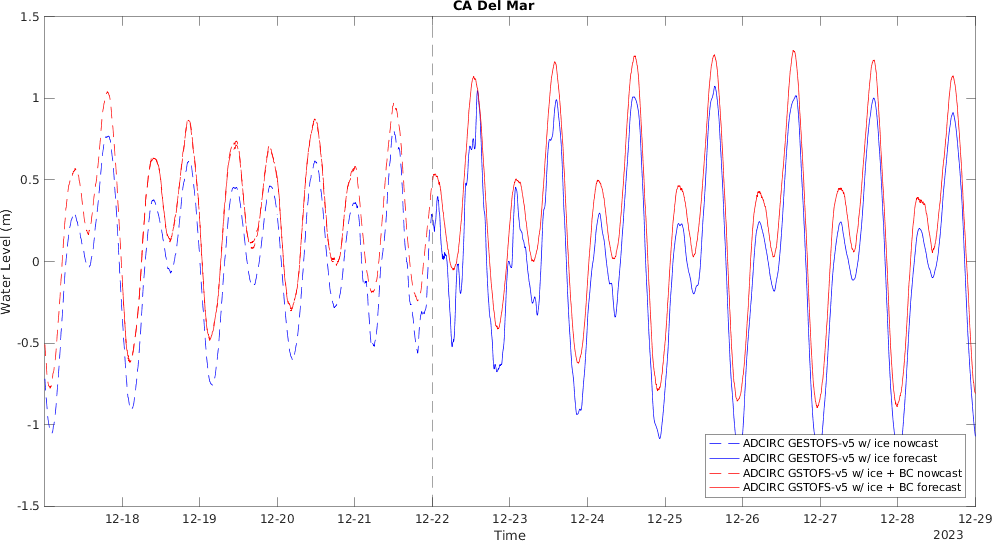 CA Del Mar
1.5
1
0.5
0
-0.5
-1
-1.5
Water Level (m)
12-18 12-19 12-20 12-21 12-22 12-23 12-24 12-25 12-26 12-27 12-28 12-29
Time
2023
ADCIRC GESTOFS-v5 w/ ice nowcast
ADCIRC GESTOFS-v5 w/ ice forecast
ADCIRC GSTOFS-v5 w/ ice + BC nowcast
ADCIRC GSTOFS-v5 w/ ice + BC forecast